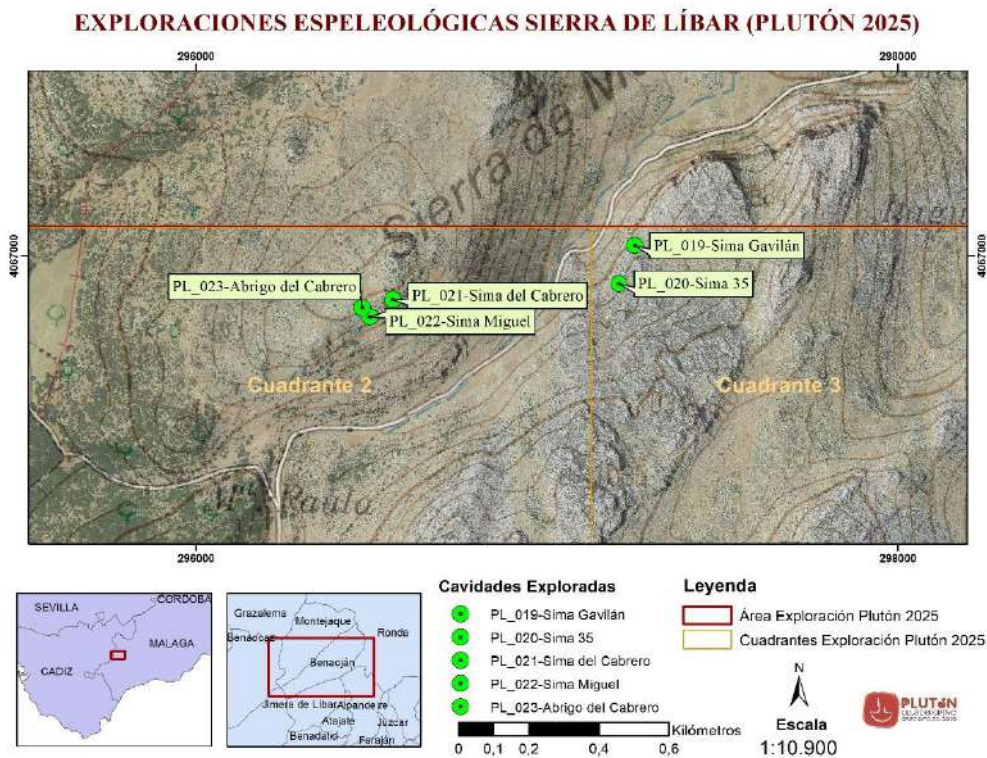 EXPLORACIONES ESPELEOLÓGICAS SIERRA DE LÍBAR (PLUTÓN 2025)
296000
298000
Sierra de
4067000
4067000
PL_019-Sima Gavilán
PL_020-Sima 35
PL_023-Abrigo del Cabrero
PL_021-Sima del Cabrero
PL_022-Sima Miguel
Cuadrante 2
Cuadrante 3
Paulo
296000
298000
SEVILLA
CORDOBA
MALAGA
CADIZ
Grazalema
Montejaque
Ronda
Benaocaz
Benaoján
Jimera de Líbar
Alpandeire
Atajate
Júzcar
Benadalid
Faraján
Cavidades Exploradas
PL_019-Sima Gavilán
PL_020-Sima 35
PL_021-Sima del Cabrero
PL_022-Sima Miguel
PL_023-Abrigo del Cabrero
Kilómetros
0 0,1 0,2 0,4 0,6
Leyenda
Área Exploración Plutón 2025
Cuadrantes Exploración Plutón 2025
N
Escala
1:10.900
PLUTÓN